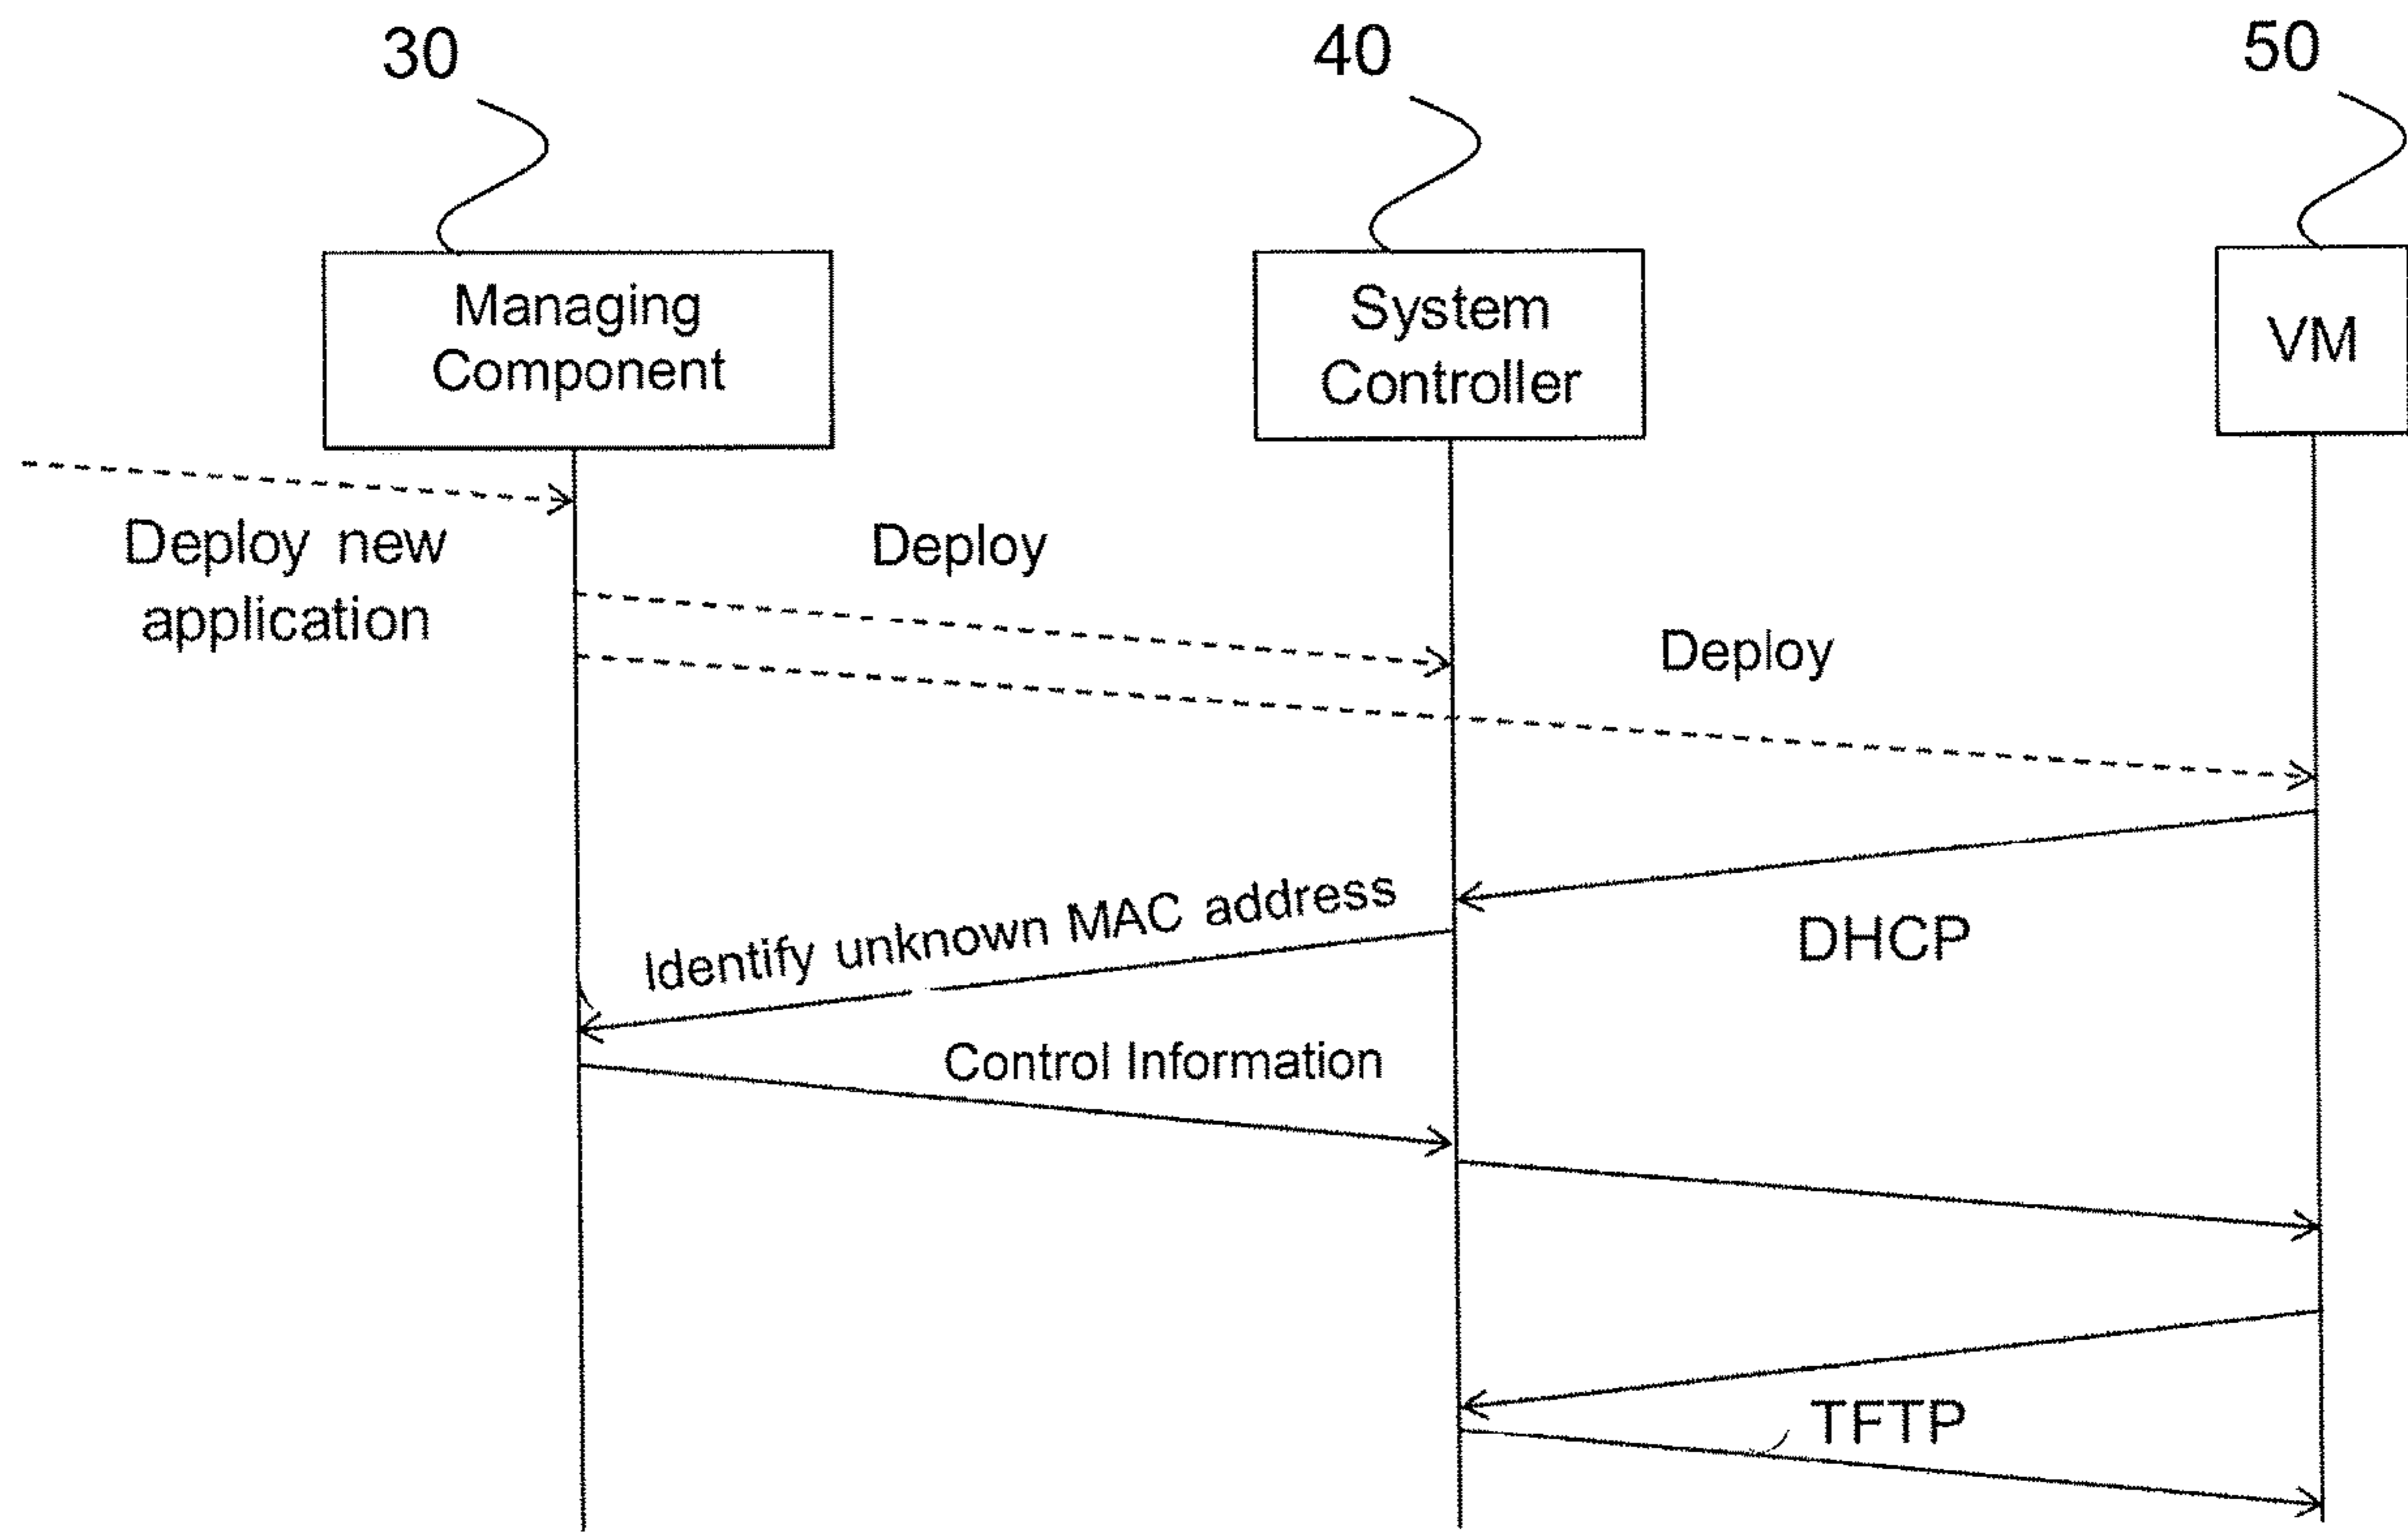 30
40
50
Managing
Component
System
Controller
VM
Deploy new
application
Deploy
Deploy
DHCP
Identify unknown MAC address
Control Information
TFTP